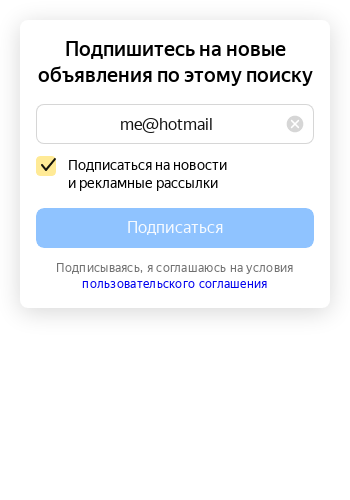 Подпишитесь на новые
объявления по этому поиску
me@hotmail
Подписаться на новости
и рекламные рассылки
Подписаться
Подписываясь, я соглашаюсь на условия
пользовательского соглашения